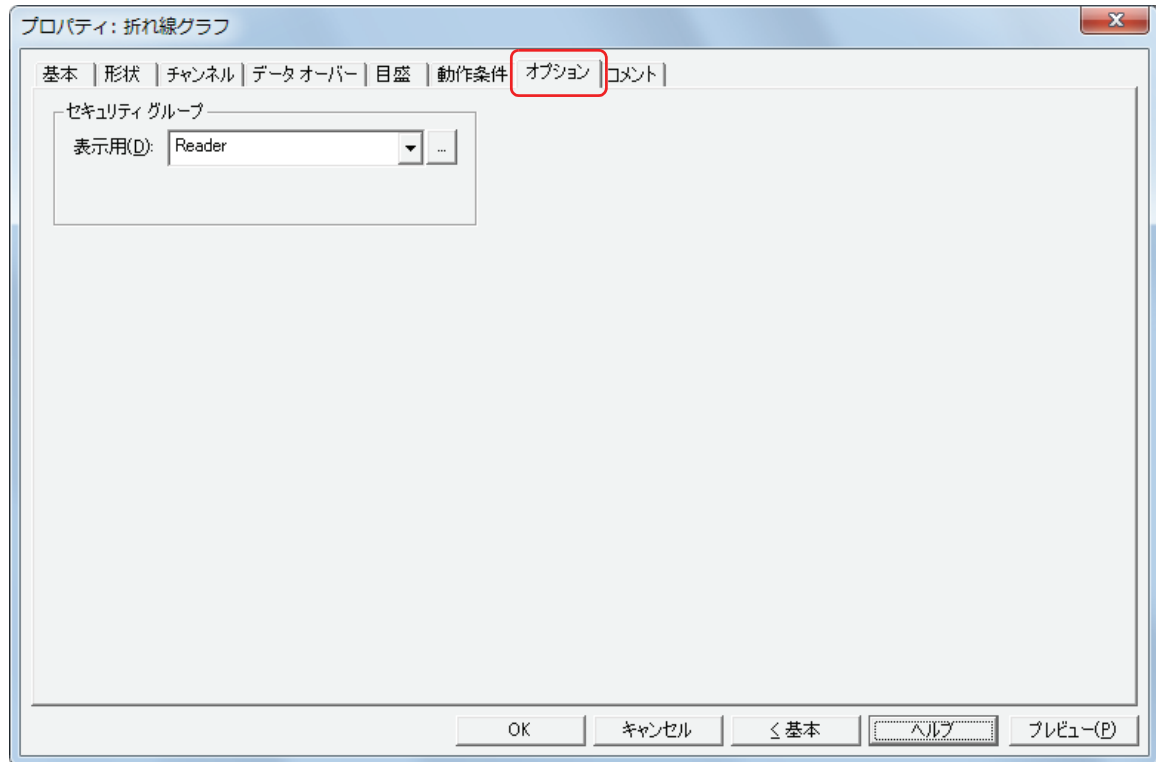 プロパティ: 折れ線グラフ
基本 形状 チャンネル データ オーバー 目盛 動作条件 オプション コメント
セキュリティ グループ
表示用(D): Reader ...
OK キャンセル < 基本 ヘルプ プレビュー(P)